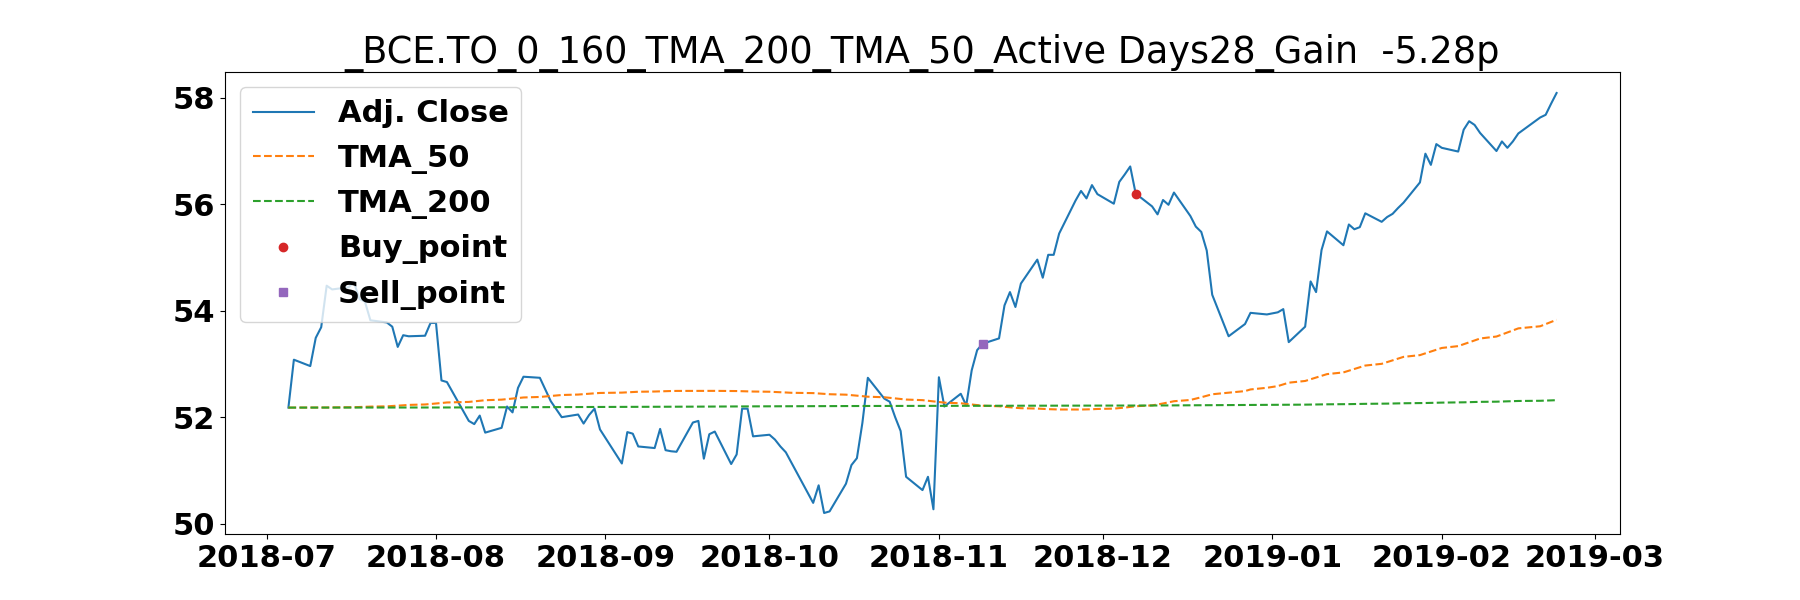 _BCE.TO_0_160_TMA_200_TMA_50_Active Days28_Gain  -5.28p
58
56
54
52
50
Adj. Close
TMA_50
TMA_200
Buy_point
Sell_point
2018-07 2018-08 2018-09 2018-10 2018-11 2018-12 2019-01 2019-02 2019-03